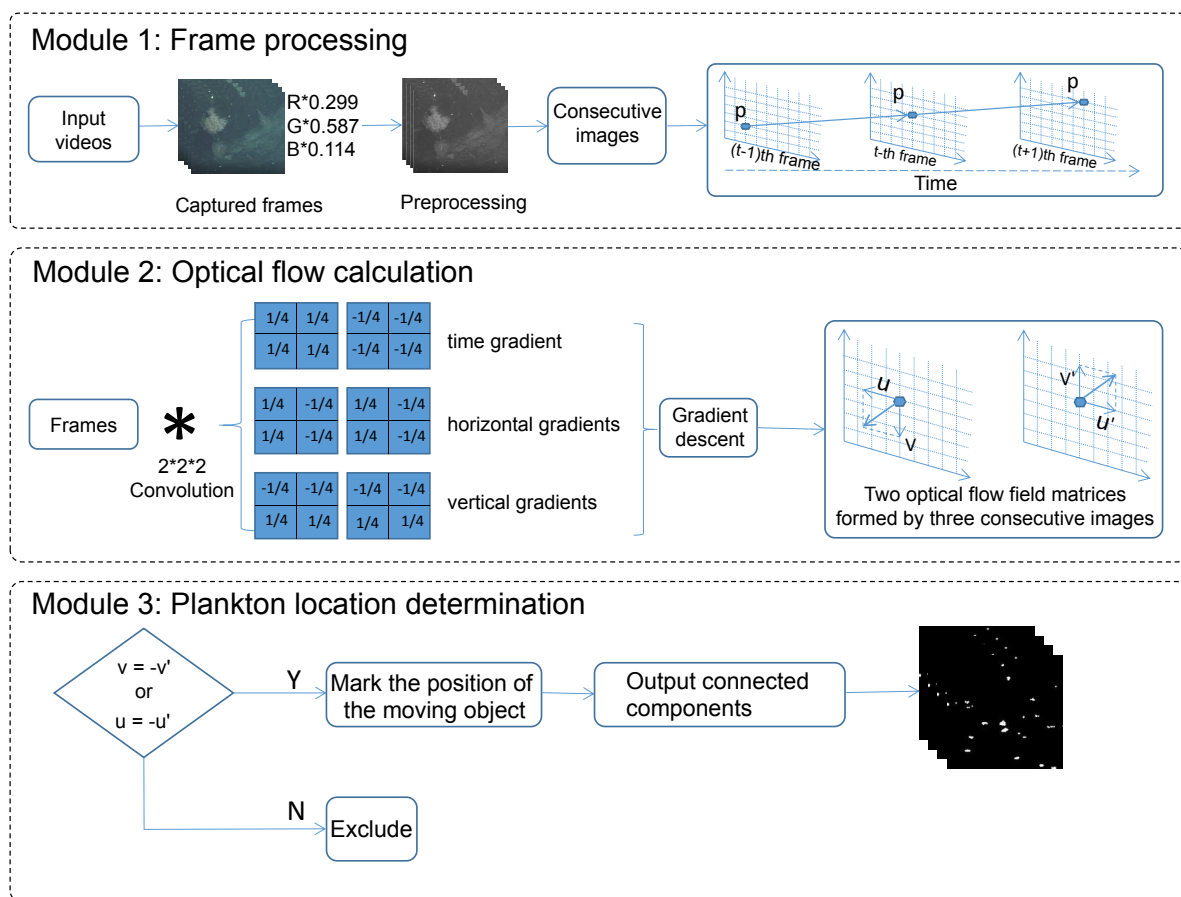 Module 1: Frame processing
Input
videos
R*0.299
G*0.587
B*0.114
Captured frames
Preprocessing
Consecutive
images
p
p
p
(t-1)th frame
t-th frame
(t+1)th frame
Time
Module 2: Optical flow calculation
Frames
*
2*2*2
Convolution
1/4 1/4 -1/4 -1/4
1/4 1/4 -1/4 -1/4
time gradient
1/4 -1/4 1/4 -1/4
1/4 -1/4 1/4 -1/4
horizontal gradients
-1/4 -1/4 -1/4 -1/4
1/4 1/4 1/4 1/4
vertical gradients
Gradient
descent
u
v
v'
u'
Two optical flow field matrices
formed by three consecutive images
Module 3: Plankton location determination
v = -v'
or
u = -u'
Y
Mark the position of
the moving object
Output connected
components
N
Exclude